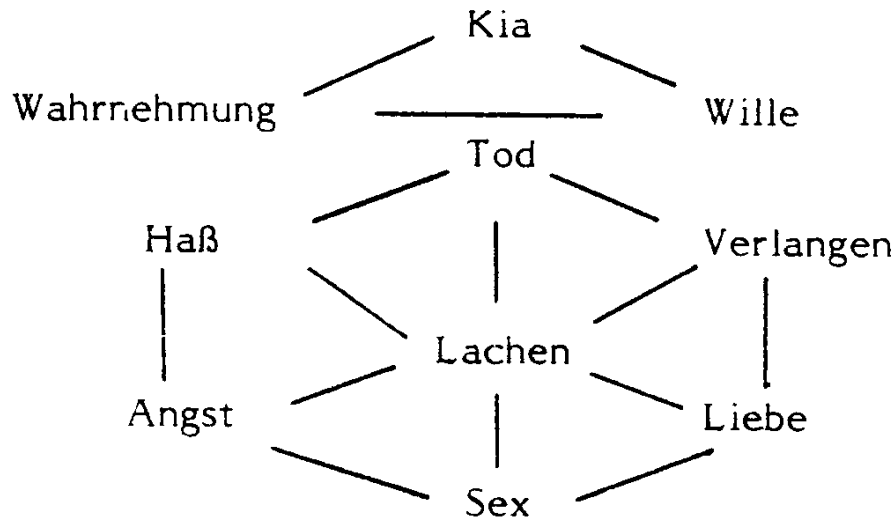 Kia
Wahrnehmung Wille
Tod
Haß Verlangen
Lachen
Angst Liebe
Sex